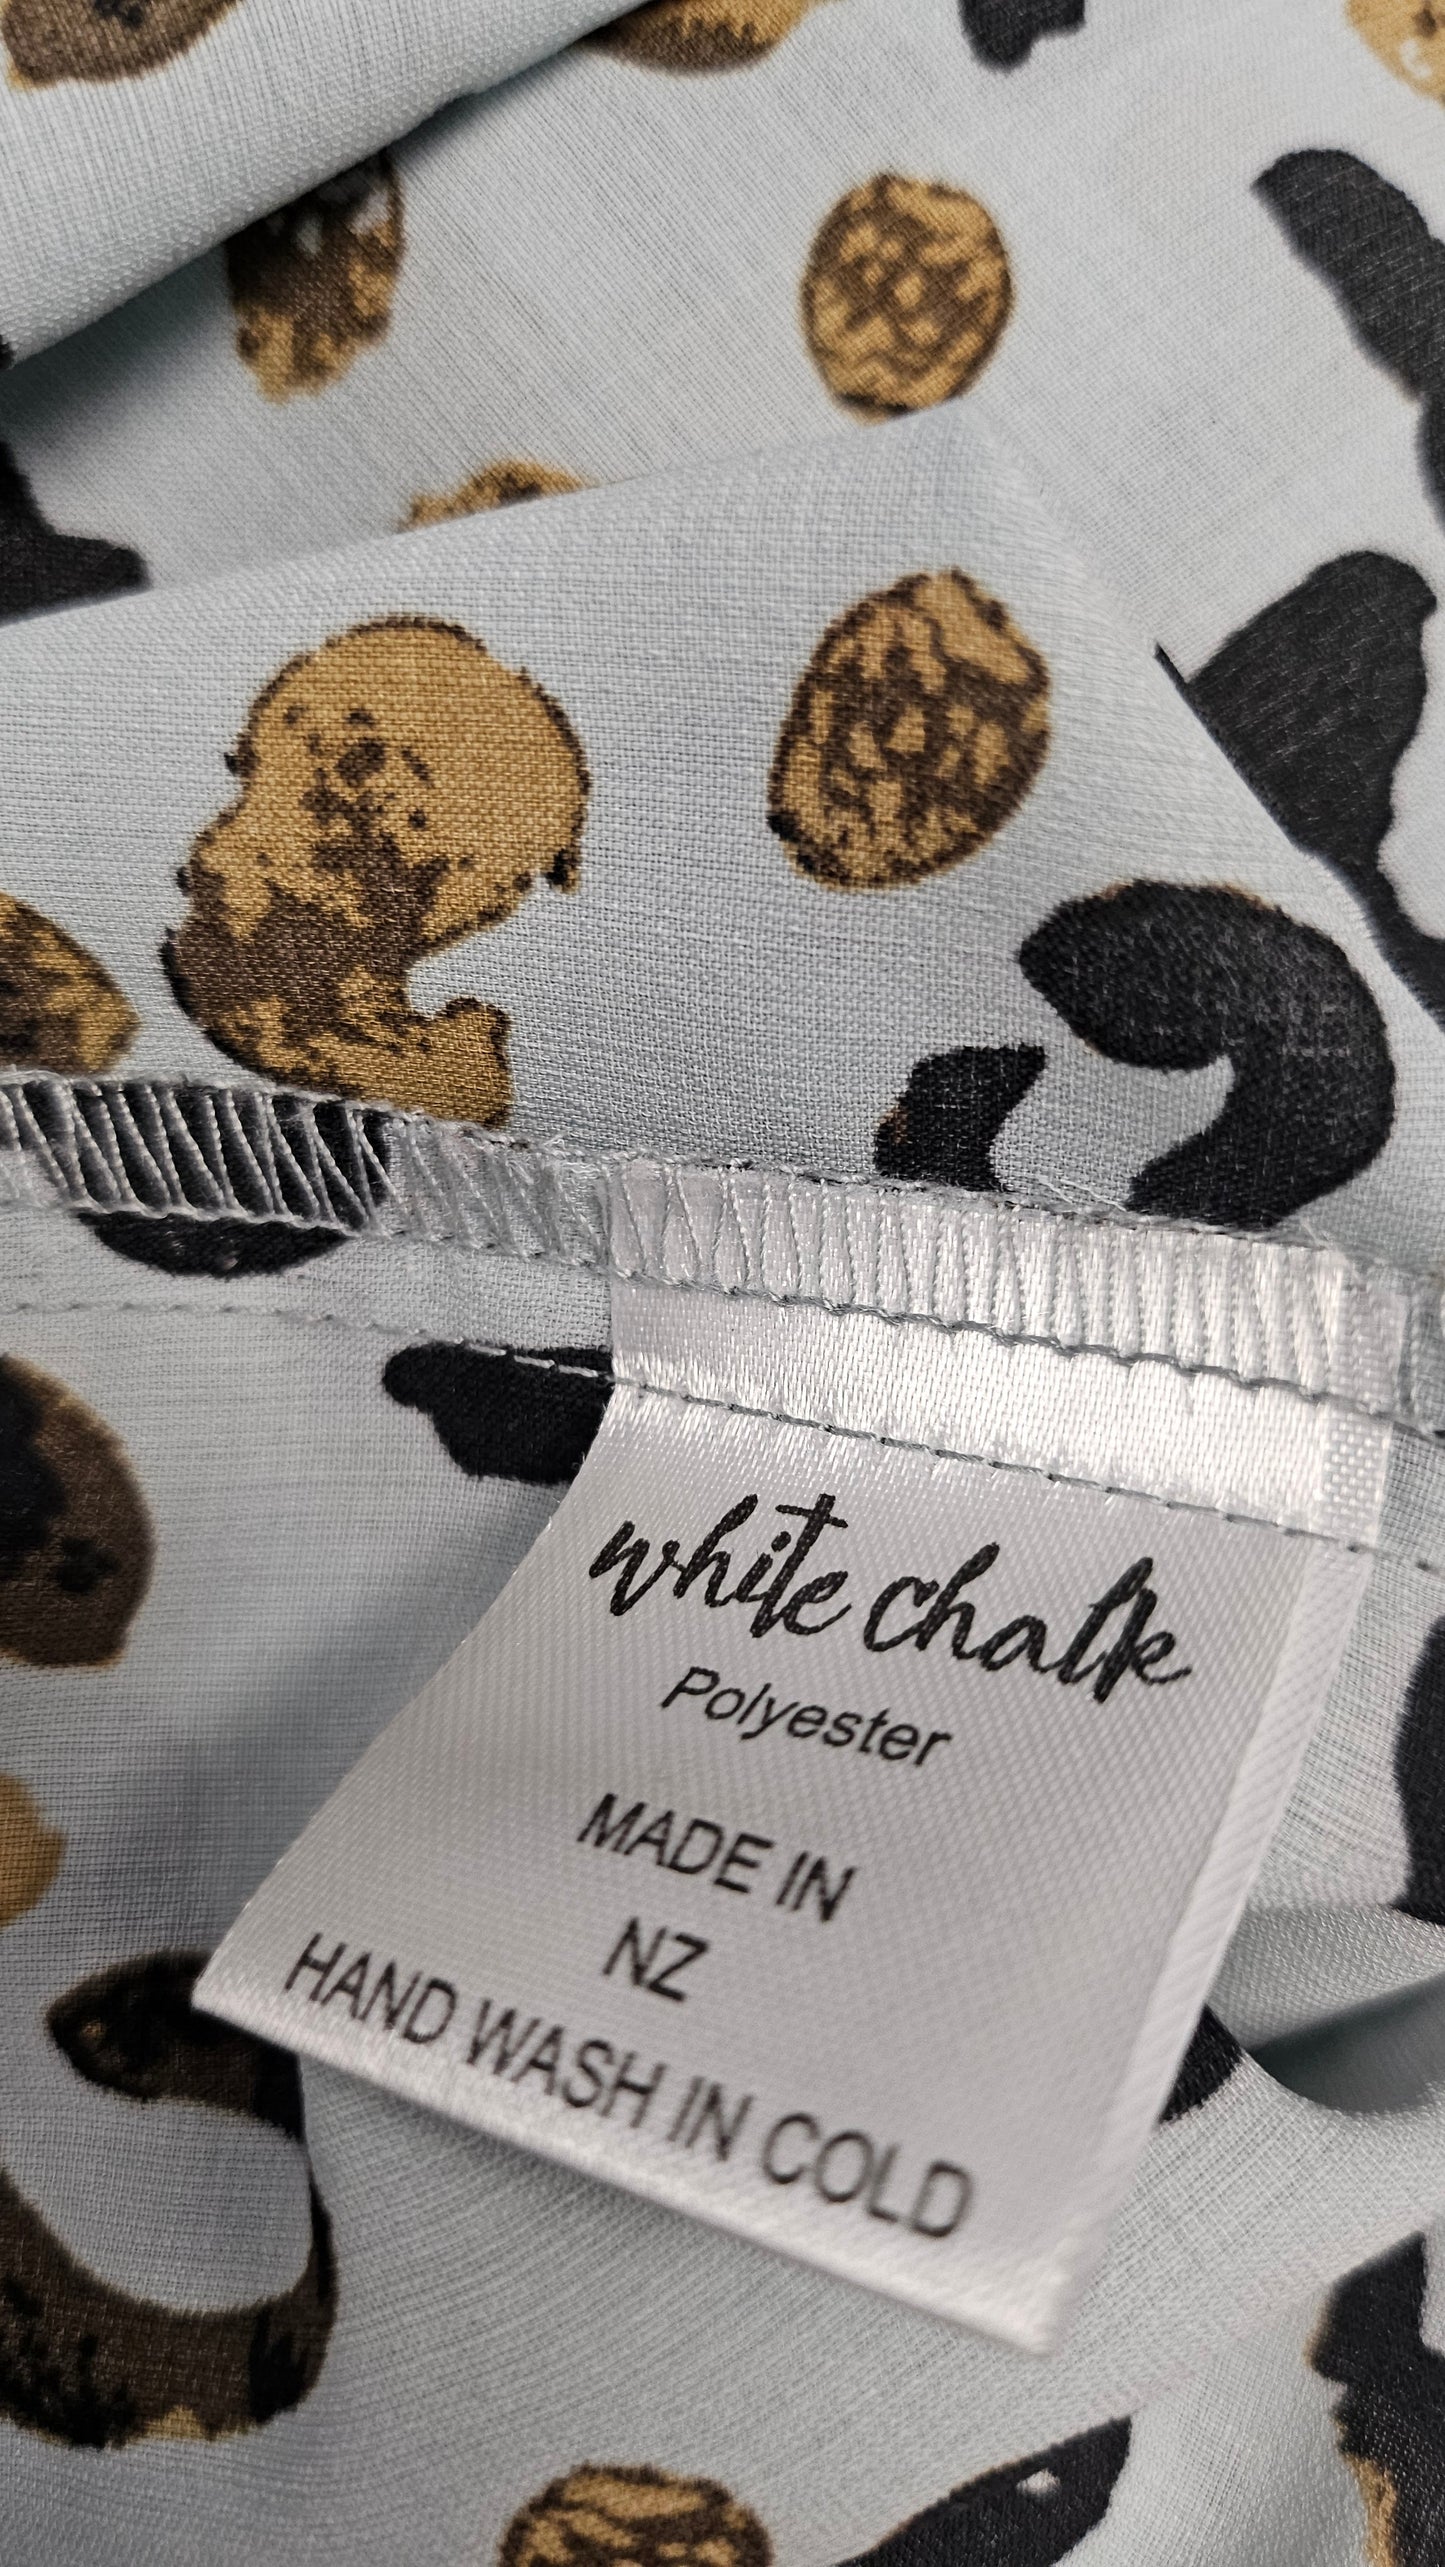 white chalk
Polyester
MADE IN
NZ
HAND WASH IN COLD